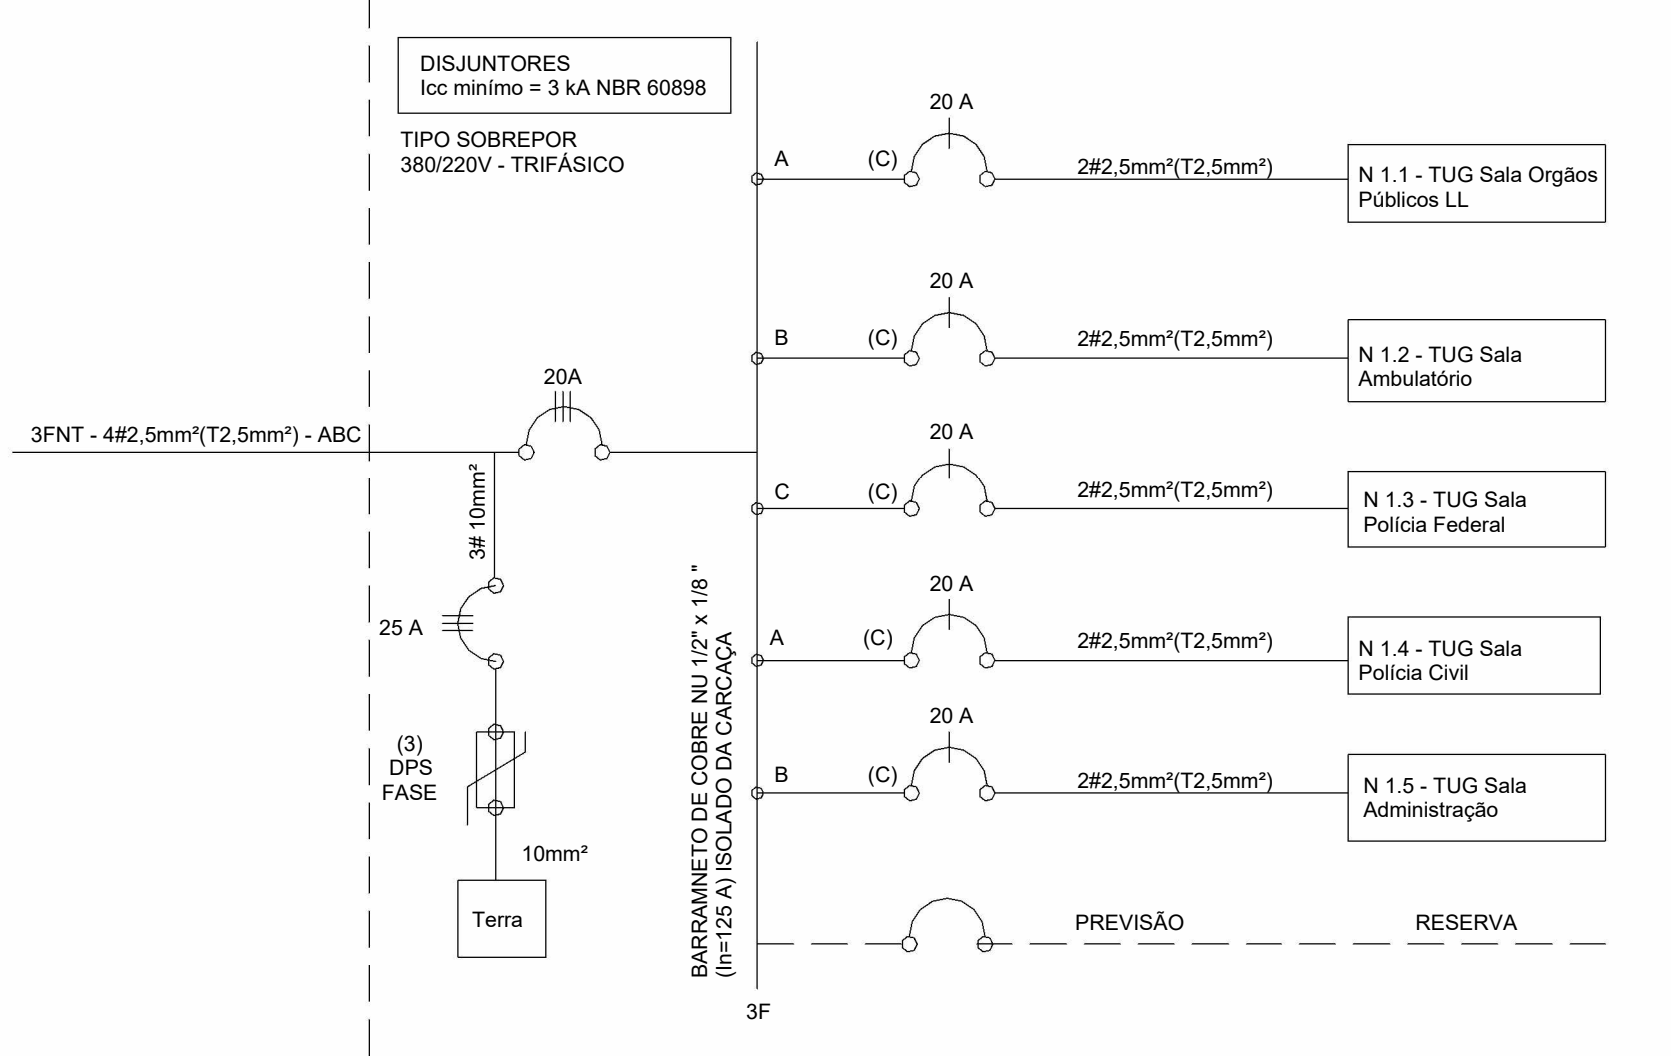 DISJUNTORES
Icc minímo = 3 kA NBR 60898
TIPO SOBREPOR
380/220V - TRIFÁSICO
3FNT - 4#2,5mm²(T2,5mm²) - ABC
20A
3# 10mm²
25 A
(3)
DPS
FASE
10mm²
Terra
BARRAMNETO DE COBRE NU 1/2" x 1/8 "
(In=125 A) ISOLADO DA CARCAÇA
3F
A
(C)
20 A
2#2,5mm²(T2,5mm²)
N 1.1 - TUG Sala Orgãos
Públicos LL
B
(C)
20 A
2#2,5mm²(T2,5mm²)
N 1.2 - TUG Sala
Ambulatório
C
(C)
20 A
2#2,5mm²(T2,5mm²)
N 1.3 - TUG Sala
Polícia Federal
A
(C)
20 A
2#2,5mm²(T2,5mm²)
N 1.4 - TUG Sala
Polícia Civil
B
(C)
20 A
2#2,5mm²(T2,5mm²)
N 1.5 - TUG Sala
Administração
PREVISÃO
RESERVA